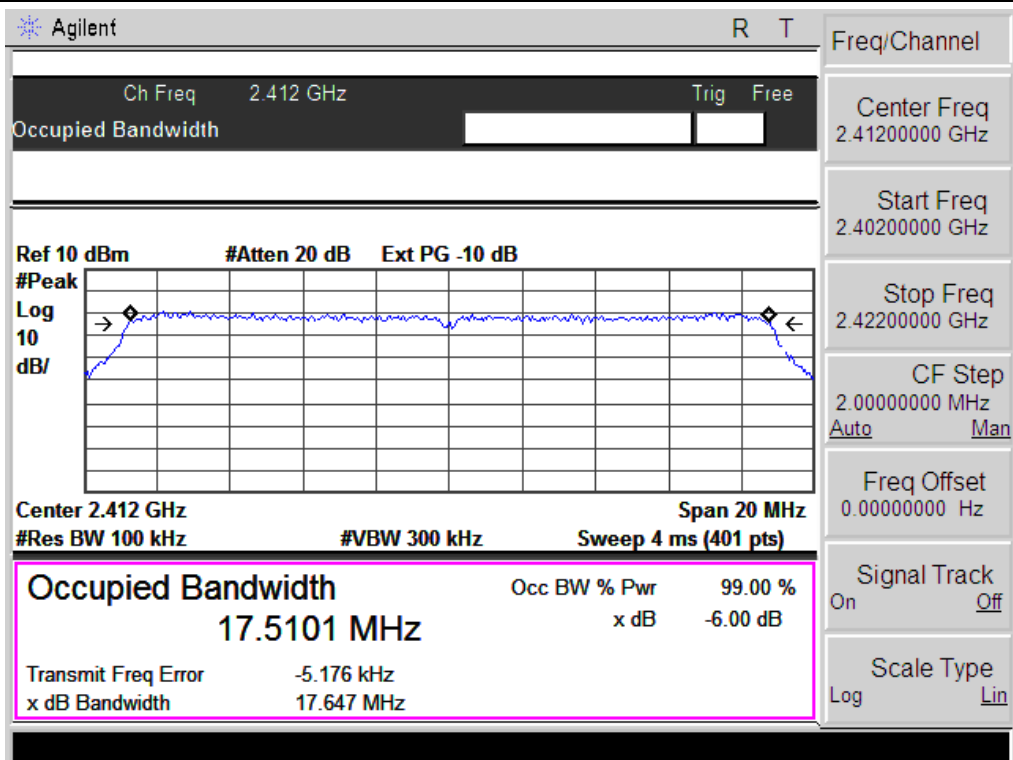 Agilent R T
Ch Freq 2.412 GHz Trig Free
Occupied Bandwidth
Ref 10 dBm #Atten 20 dB Ext PG -10 dB
#Peak
Log
10
dB/
Center 2.412 GHz Span 20 MHz
#Res BW 100 kHz #VBW 300 kHz Sweep 4 ms (401 pts)
Occupied Bandwidth Occ BW % Pwr 99.00 %
17.5101 MHz x dB -6.00 dB
Transmit Freq Error -5.176 kHz
x dB Bandwidth 17.647 MHz
Freq/Channel
Center Freq
2.41200000 GHz
Start Freq
2.40200000 GHz
Stop Freq
2.42200000 GHz
CF Step
2.00000000 MHz
Auto Man
Freq Offset
0.00000000 Hz
Signal Track
On Off
Scale Type
Log Lin